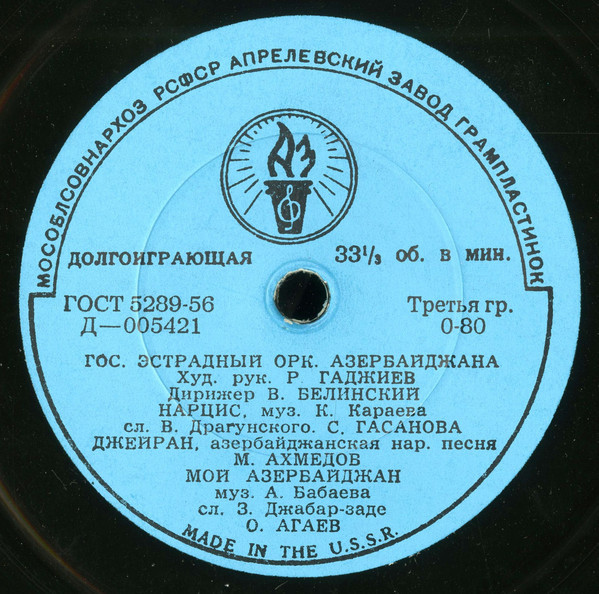 МОСОБЛСОВНАРХОЗ РСФСР АПРЕЛЕВСКИЙ ЗАВОД ГРАМПЛАСТИНОК
АЗ
ДОЛГОИГРАЮЩАЯ 33⅓ об. в мин.
ГОСТ 5289-56 Третья гр.
Д—005421 0-80
ГОС. ЭСТРАДНЫЙ ОРК. АЗЕРБАЙДЖАНА
Худ. рук. Р. ГАДЖИЕВ
Дирижер В. БЕЛИНСКИЙ
НАРЦИС, муз. К. Караева
сл. В. Драгунского. С. ГАСАНОВА
ДЖЕЙРАН, азербайджанская нар. песня
М. АХМЕДОВ
МОЙ АЗЕРБАЙДЖАН
муз. А. Бабаева
сл. З. Джабар-заде
О. АГАЕВ
MADE IN THE U.S.S.R.